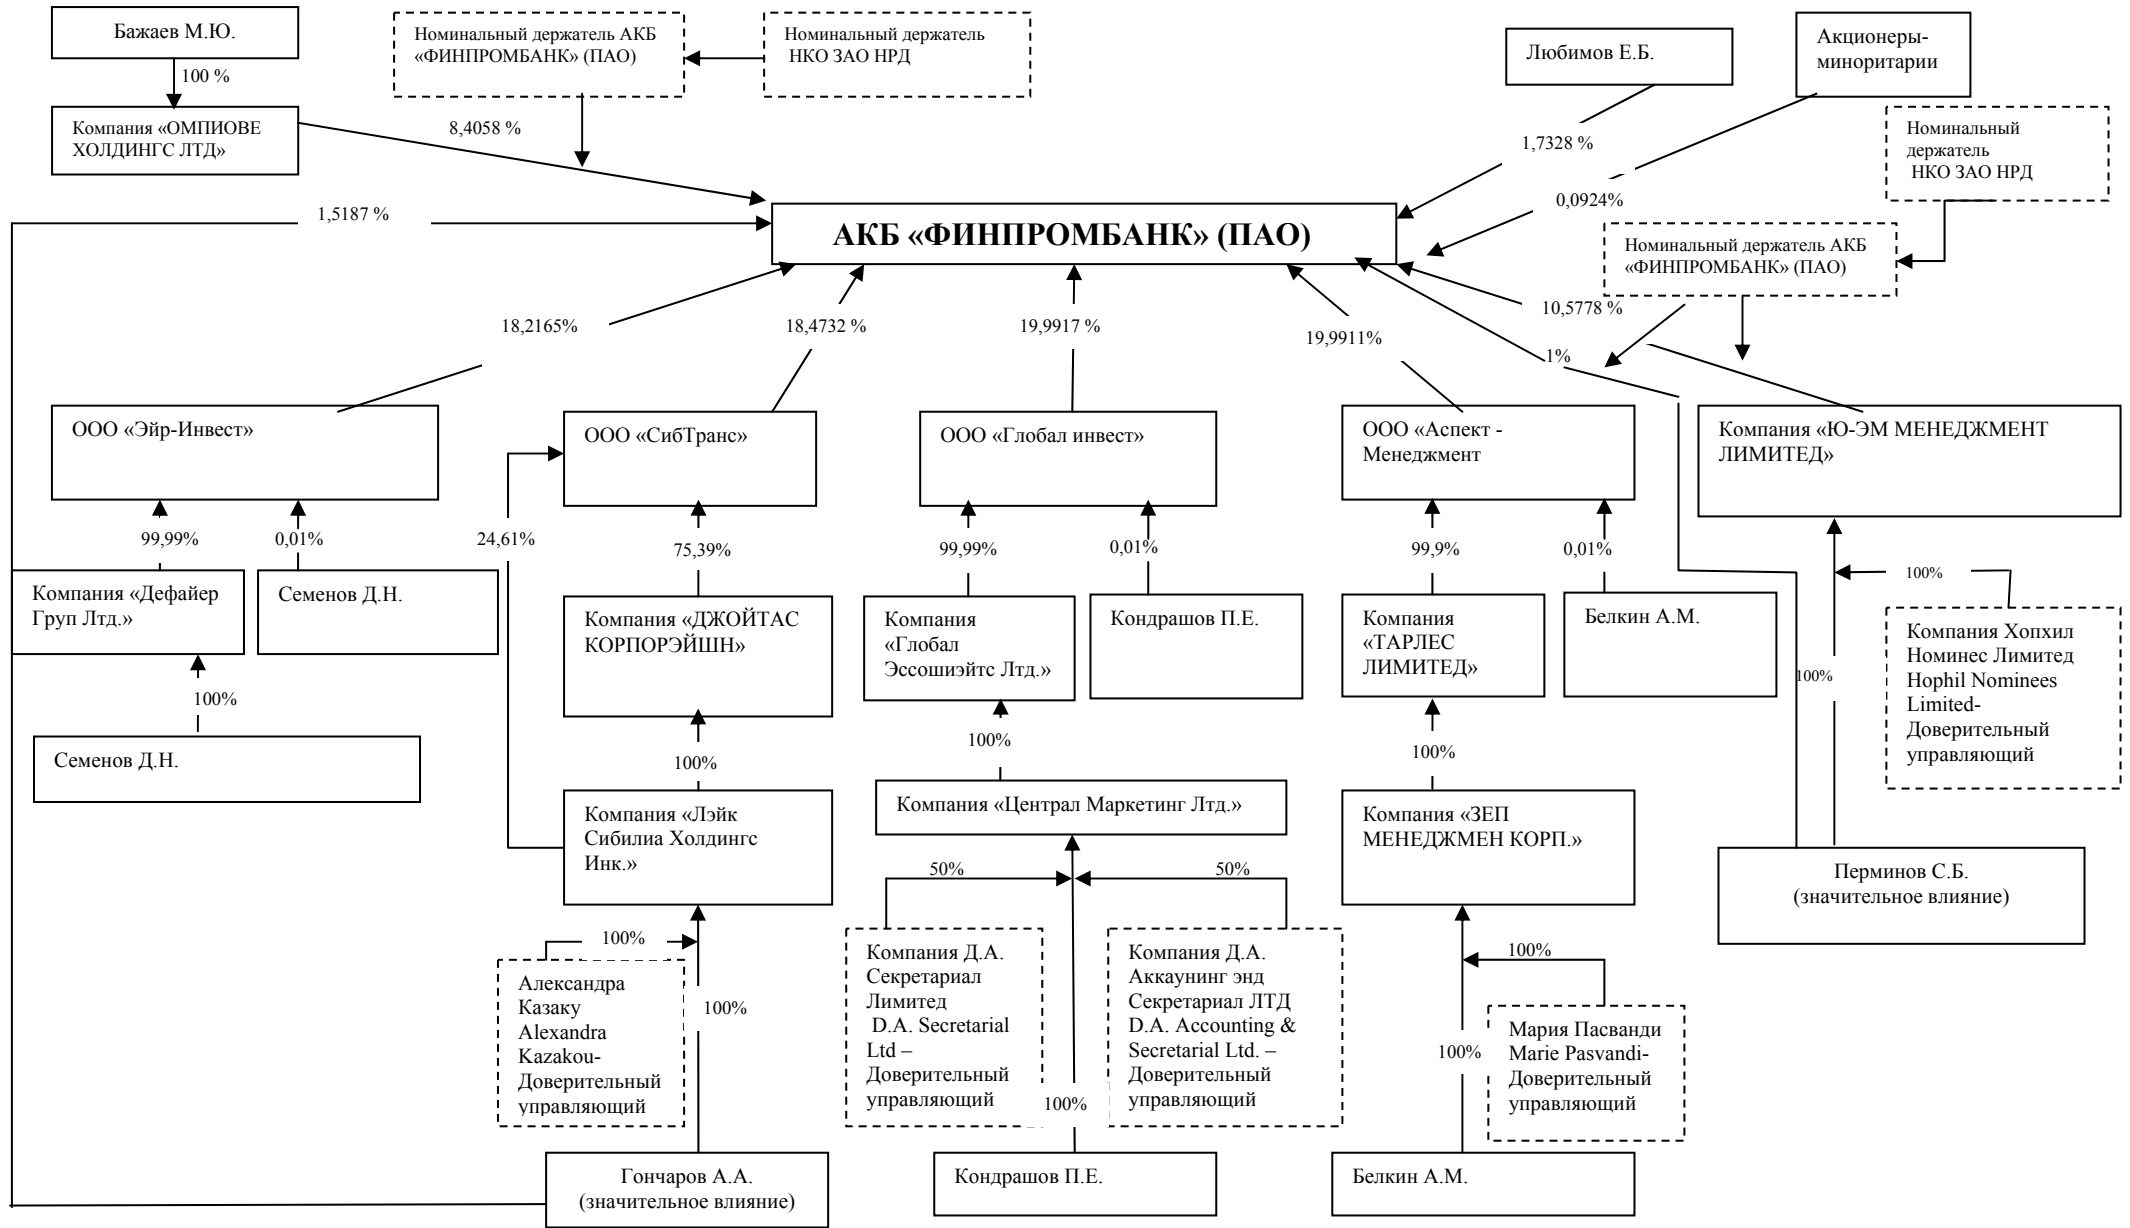 Бажаев М.Ю.
100 %
Компания «ОМПИОВЕ
ХОЛДИНГС ЛТД»
8,4058 %
Номинальный держатель АКБ
«ФИНПРОМБАНК» (ПАО)
Номинальный держатель
НКО ЗАО НРД
Любимов Е.Б.
1,7328 %
Акционеры-
миноритарии
0,0924%
Номинальный
держатель
НКО ЗАО НРД
Номинальный держатель АКБ
«ФИНПРОМБАНК» (ПАО)
1,5187 %
АКБ «ФИНПРОМБАНК» (ПАО)
18,2165%
18,4732 %
19,9917 %
19,9911%
10,5778 %
1%
ООО «Эйр-Инвест»
ООО «СибТранс»
ООО «Глобал инвест»
ООО «Аспект -
Менеджмент
Компания «Ю-ЭМ МЕНЕДЖМЕНТ
ЛИМИТЕД»
99,99%
0,01%
24,61%
75,39%
99,99%
0,01%
99,9%
0,01%
100%
Компания «Дефайер
Груп Лтд.»
Семенов Д.Н.
Компания «ДЖОЙТАС
КОРПОРЭЙШН»
Компания
«Глобал
Эссошиэйтс Лтд.»
Кондрашов П.Е.
Компания
«ТАРЛЕС
ЛИМИТЕД»
Белкин А.М.
Компания Хопхил
Номинес Лимитед
Hophil Nominees
Limited-
Доверительный
управляющий
100%
100%
100%
100%
100%
Семенов Д.Н.
Компания «Лэйк
Сибилиа Холдингс
Инк.»
Компания «Централ Маркетинг Лтд.»
Компания «ЗЕП
МЕНЕДЖМЕН КОРП.»
Перминов С.Б.
(значительное влияние)
50%
50%
100%
100%
Александра
Казаку
Alexandra
Kazakou-
Доверительный
управляющий
100%
Компания Д.А.
Секретариал
Лимитед
D.A. Secretarial
Ltd –
Доверительный
управляющий
Компания Д.А.
Аккаунинг энд
Секретариал ЛТД
D.A. Accounting &
Secretarial Ltd. –
Доверительный
управляющий
100%
100%
Мария Пасванди
Marie Pasvandi-
Доверительный
управляющий
Гончаров А.А.
(значительное влияние)
Кондрашов П.Е.
Белкин А.М.